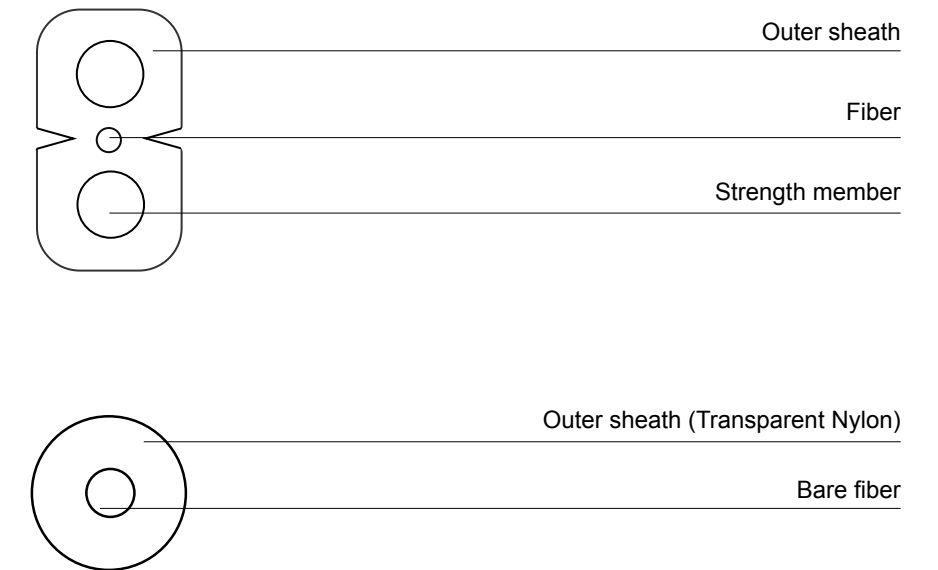 Outer sheath
Fiber
Strength member
Outer sheath (Transparent Nylon)
Bare fiber